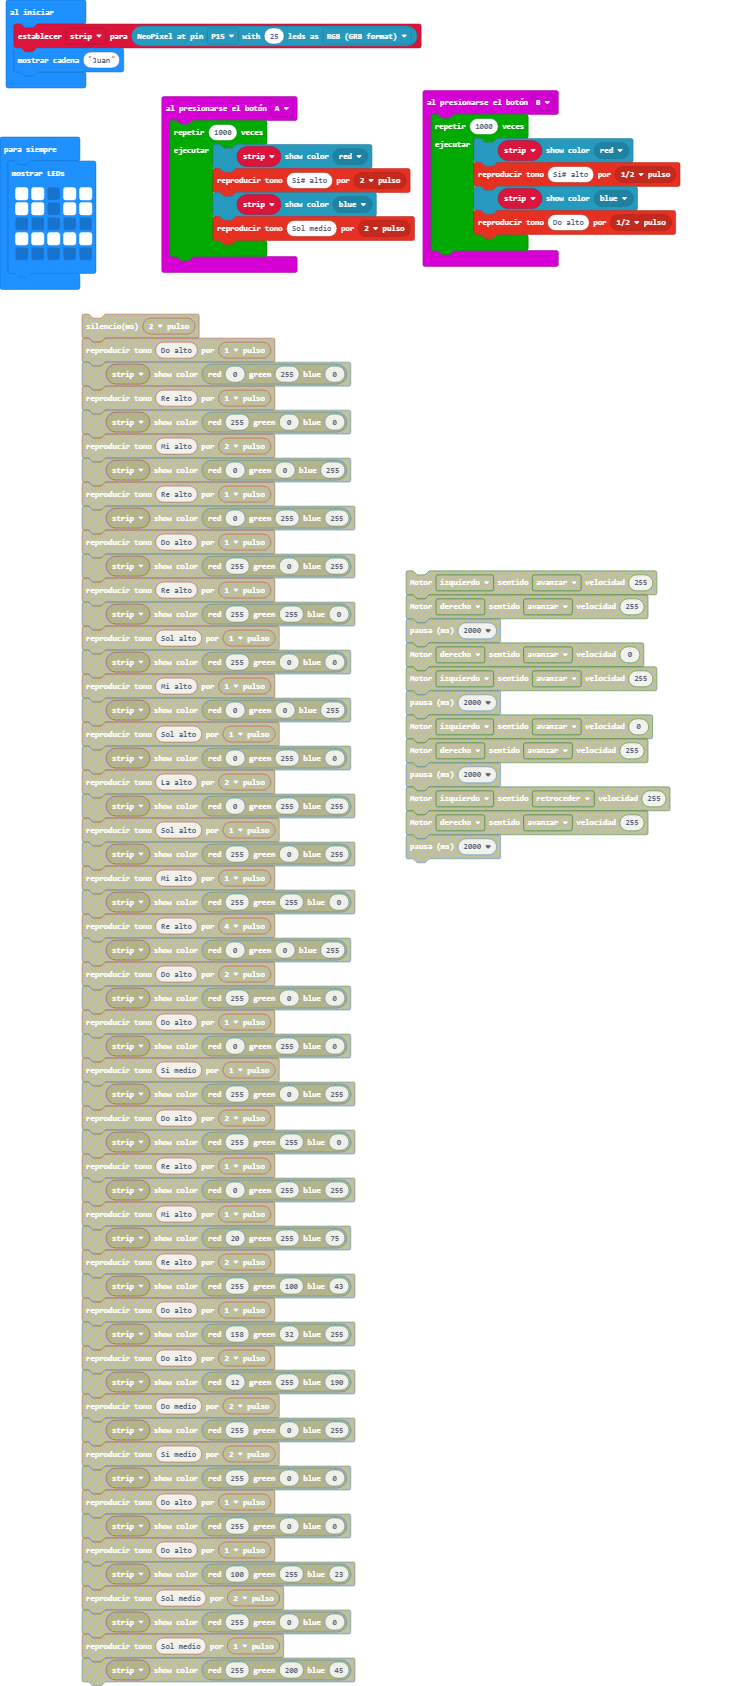 al iniciar
establecer strip para NeoPixel at pin P15 with 25 leds as RGB (GRB format)
mostrar cadena "Juan"
para siempre
mostrar LEDs
al presionarse el botón A
repetir 1000 veces
ejecutar
strip show color red
reproducir tono Si# alto por 2 pulso
strip show color blue
reproducir tono Sol medio por 2 pulso
al presionarse el botón B
repetir 1000 veces
ejecutar
strip show color red
reproducir tono Si# alto por 1/2 pulso
strip show color blue
reproducir tono Do alto por 1/2 pulso
silencio(ms) 2 pulso
reproducir tono Do alto por 1 pulso
strip show color red 0 green 255 blue 0
reproducir tono Re alto por 1 pulso
strip show color red 255 green 0 blue 0
reproducir tono Mi alto por 2 pulso
strip show color red 0 green 0 blue 255
reproducir tono Re alto por 1 pulso
strip show color red 0 green 255 blue 255
reproducir tono Do alto por 1 pulso
strip show color red 255 green 0 blue 255
reproducir tono Re alto por 1 pulso
strip show color red 255 green 255 blue 0
reproducir tono Sol alto por 1 pulso
strip show color red 255 green 0 blue 0
reproducir tono Mi alto por 1 pulso
strip show color red 0 green 0 blue 255
reproducir tono Sol alto por 1 pulso
strip show color red 0 green 255 blue 0
reproducir tono La alto por 2 pulso
strip show color red 0 green 255 blue 255
reproducir tono Sol alto por 1 pulso
strip show color red 255 green 0 blue 255
reproducir tono Mi alto por 1 pulso
strip show color red 255 green 255 blue 0
reproducir tono Re alto por 4 pulso
strip show color red 0 green 0 blue 255
reproducir tono Do alto por 2 pulso
strip show color red 255 green 0 blue 0
reproducir tono Do alto por 1 pulso
strip show color red 0 green 255 blue 0
reproducir tono Si medio por 1 pulso
strip show color red 255 green 0 blue 255
reproducir tono Do alto por 2 pulso
strip show color red 255 green 255 blue 0
reproducir tono Re alto por 1 pulso
strip show color red 0 green 255 blue 255
reproducir tono Mi alto por 1 pulso
strip show color red 20 green 255 blue 75
reproducir tono Re alto por 2 pulso
strip show color red 255 green 100 blue 43
reproducir tono Do alto por 1 pulso
strip show color red 158 green 32 blue 255
reproducir tono Do alto por 2 pulso
strip show color red 12 green 255 blue 190
reproducir tono Do medio por 2 pulso
strip show color red 255 green 0 blue 255
reproducir tono Si medio por 2 pulso
strip show color red 255 green 0 blue 0
reproducir tono Do alto por 1 pulso
strip show color red 255 green 0 blue 0
reproducir tono Do alto por 1 pulso
strip show color red 100 green 255 blue 23
reproducir tono Sol medio por 2 pulso
strip show color red 255 green 0 blue 0
reproducir tono Sol medio por 1 pulso
strip show color red 255 green 200 blue 45
Motor izquierdo sentido avanzar velocidad 255
Motor derecho sentido avanzar velocidad 255
pausa (ms) 2000
Motor derecho sentido avanzar velocidad 0
Motor izquierdo sentido avanzar velocidad 255
pausa (ms) 2000
Motor izquierdo sentido avanzar velocidad 0
Motor derecho sentido avanzar velocidad 255
pausa (ms) 2000
Motor izquierdo sentido retroceder velocidad 255
Motor derecho sentido avanzar velocidad 255
pausa (ms) 2000